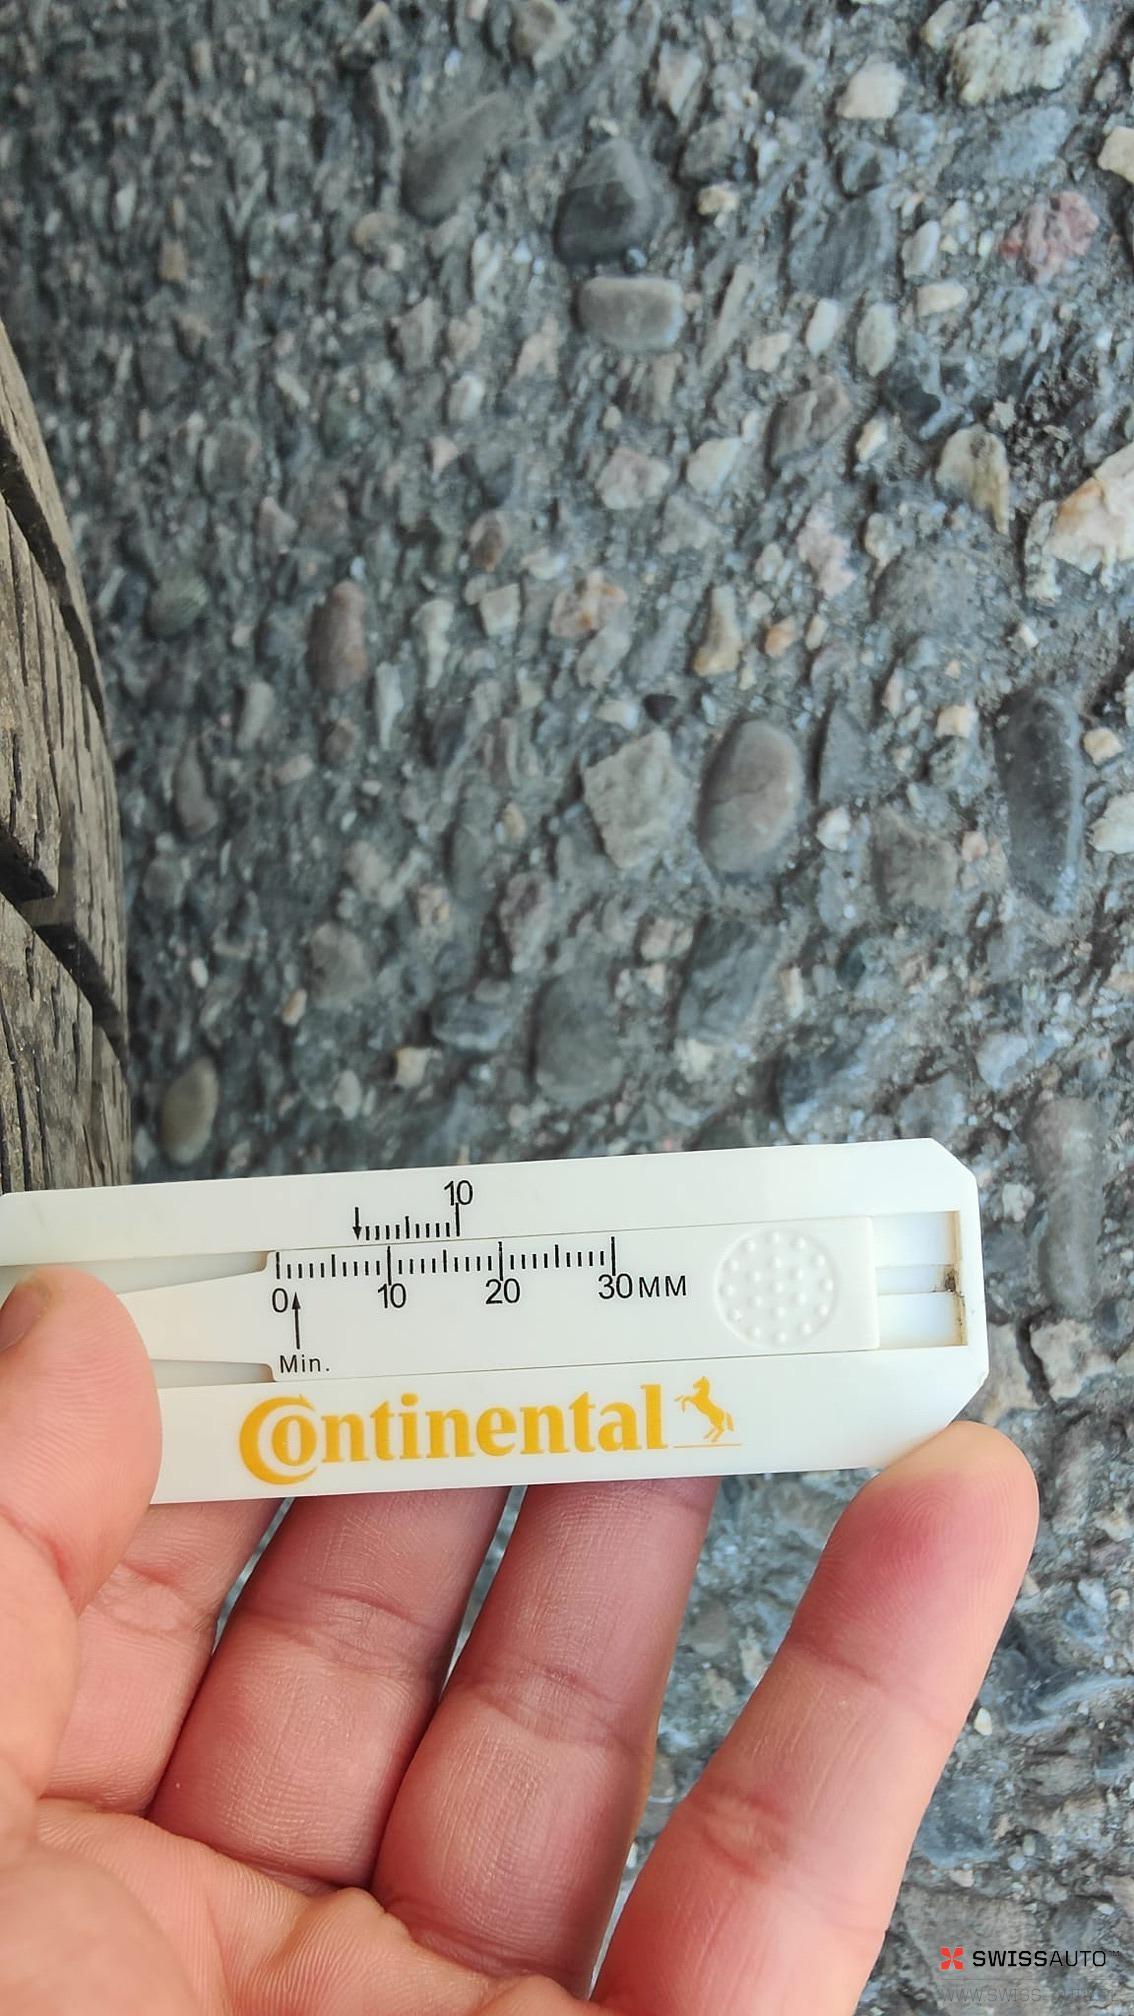 10
0 10 20 30MM
Min.
Continental
SWISSAUTO